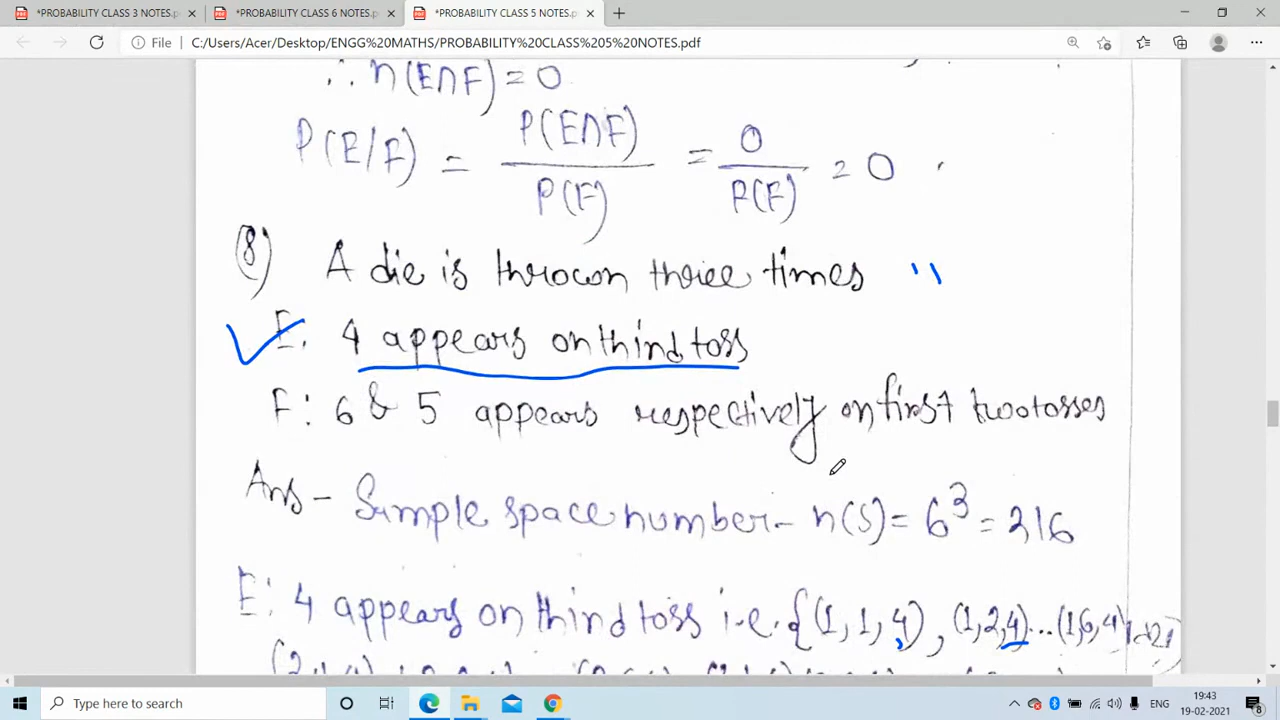 *PROBABILITY CLASS 3 NOTES.p
*PROBABILITY CLASS 6 NOTES.p
*PROBABILITY CLASS 5 NOTES.p
File
C:/Users/Acer/Desktop/ENGG%20MATHS/PROBABILITY%20CLASS%205%20NOTES.pdf
∴ n(E∩F) = 0
P(E/F) = P(E∩F) / P(F) = 0 / P(F) = 0
(8) A die is thrown three times
E: 4 appears on third toss
F: 6 & 5 appears respectively on first two tosses
Ans - Sample space number - n(S) = 6³ = 216
E: 4 appears on third toss i.e. {(1,1,4), (1,2,4)...(1,6,4)
Type here to search
ENG
19:43
19-02-2021
8